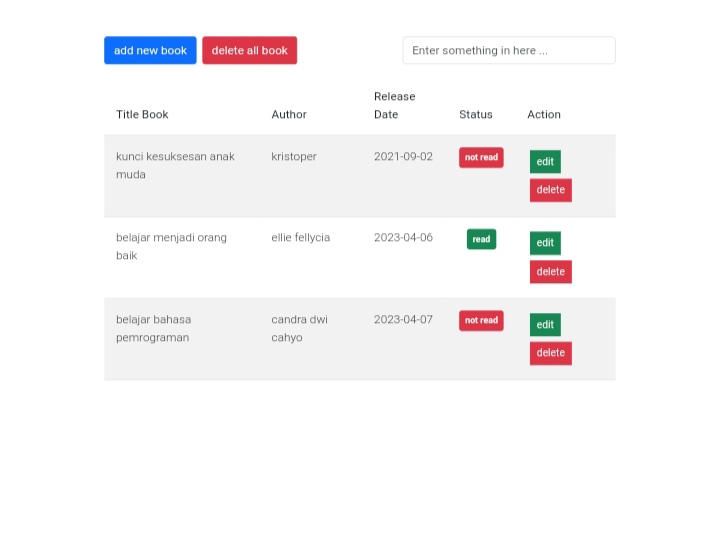 add new book delete all book Enter something in here ...
Release
Title Book Author Date Status Action
kunci kesuksesan anak kristoper 2021-09-02 not read edit
muda
delete
belajar menjadi orang ellie fellycia 2023-04-06 read edit
baik
delete
belajar bahasa candra dwi 2023-04-07 not read edit
pemrograman cahyo
delete